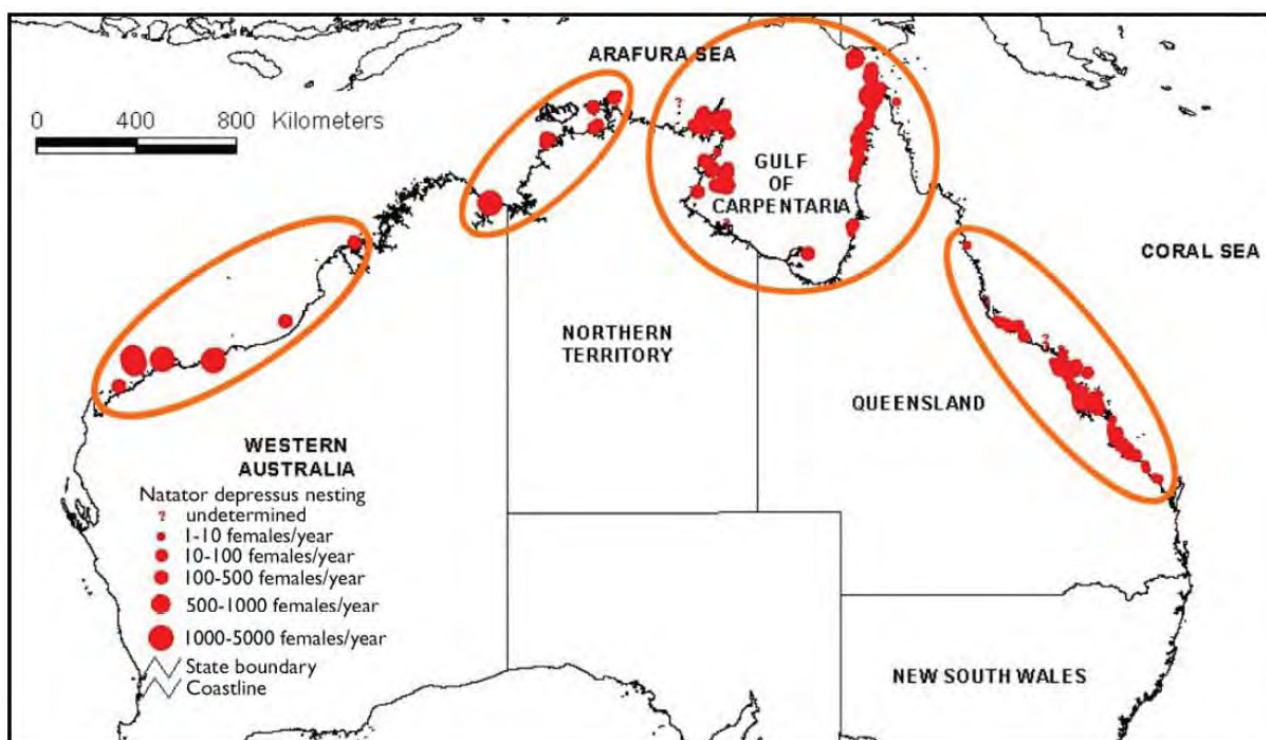 ARAFURA SEA
0 400 800 Kilometers
?
GULF
OF
CARPENTARIA
?
CORAL SEA
NORTHERN
TERRITORY
?
QUEENSLAND
WESTERN
AUSTRALIA
Natator depressus nesting
? undetermined
1-10 females/year
10-100 females/year
100-500 females/year
500-1000 females/year
1000-5000 females/year
State boundary
Coastline
NEW SOUTH WALES